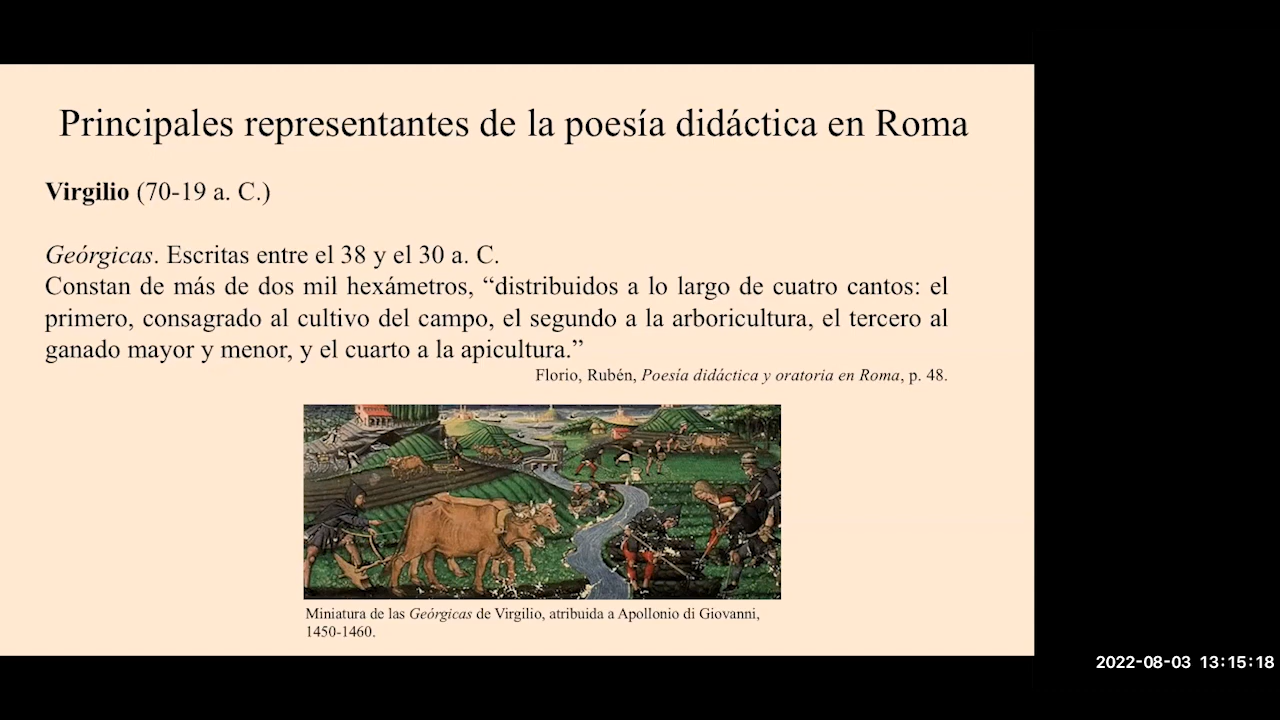 Principales representantes de la poesía didáctica en Roma
Virgilio (70-19 a. C.)
Geórgicas. Escritas entre el 38 y el 30 a. C.
Constan de más de dos mil hexámetros, “distribuidos a lo largo de cuatro cantos: el
primero, consagrado al cultivo del campo, el segundo a la arboricultura, el tercero al
ganado mayor y menor, y el cuarto a la apicultura.”
Florio, Rubén, Poesía didáctica y oratoria en Roma, p. 48.
Miniatura de las Geórgicas de Virgilio, atribuida a Apollonio di Giovanni,
1450-1460.
2022-08-03 13:15:18